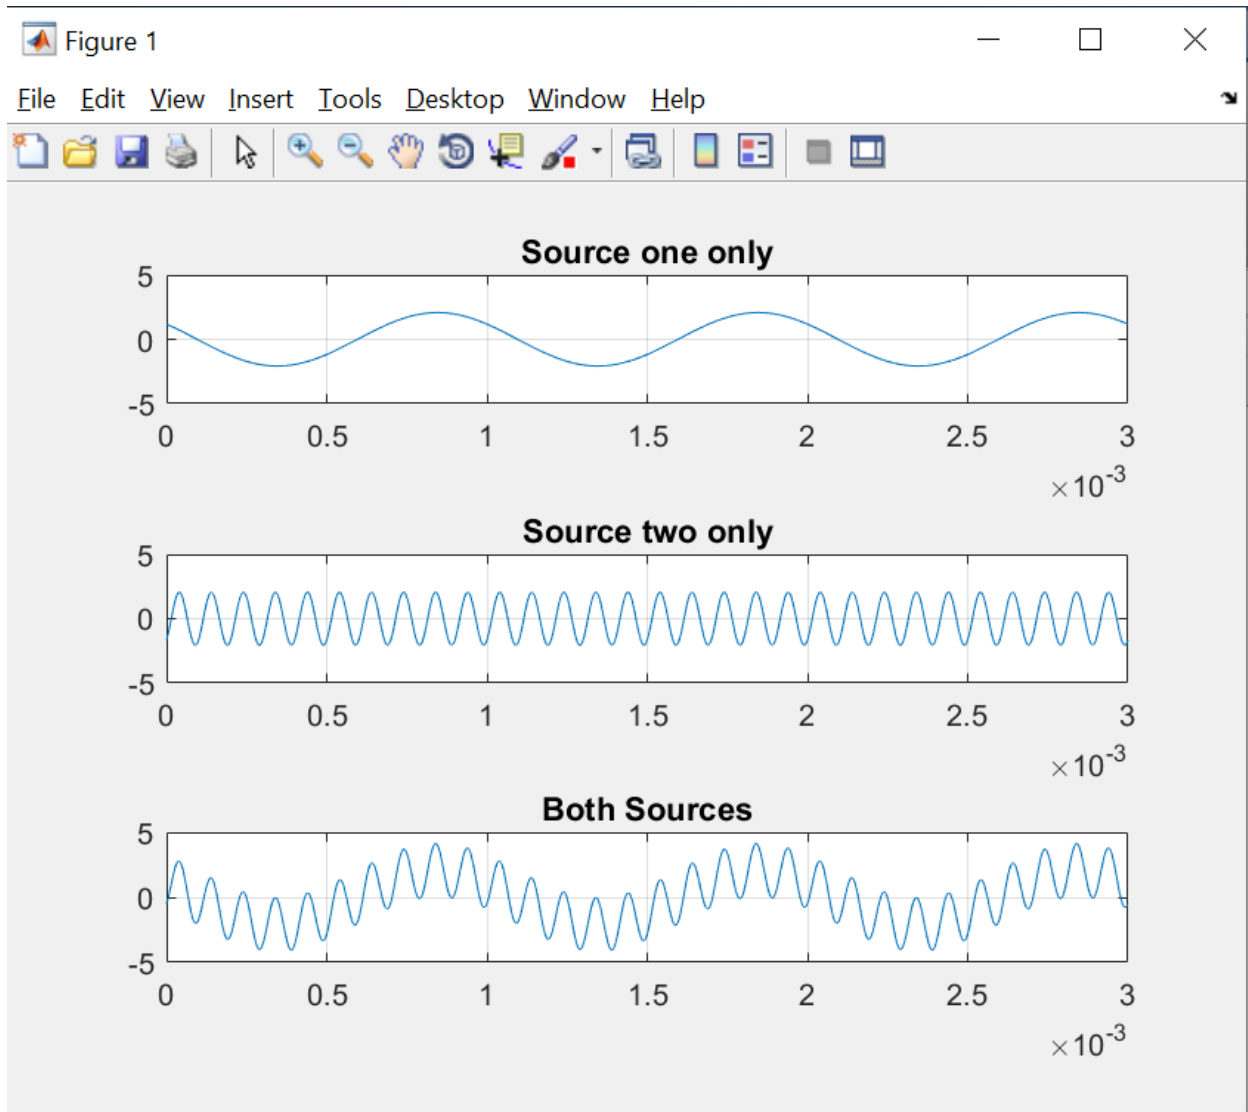 Figure 1
File Edit View Insert Tools Desktop Window Help
Source one only
5
0
-5
0 0.5 1 1.5 2 2.5 3
×10-3
Source two only
5
0
-5
0 0.5 1 1.5 2 2.5 3
×10-3
Both Sources
5
0
-5
0 0.5 1 1.5 2 2.5 3
×10-3